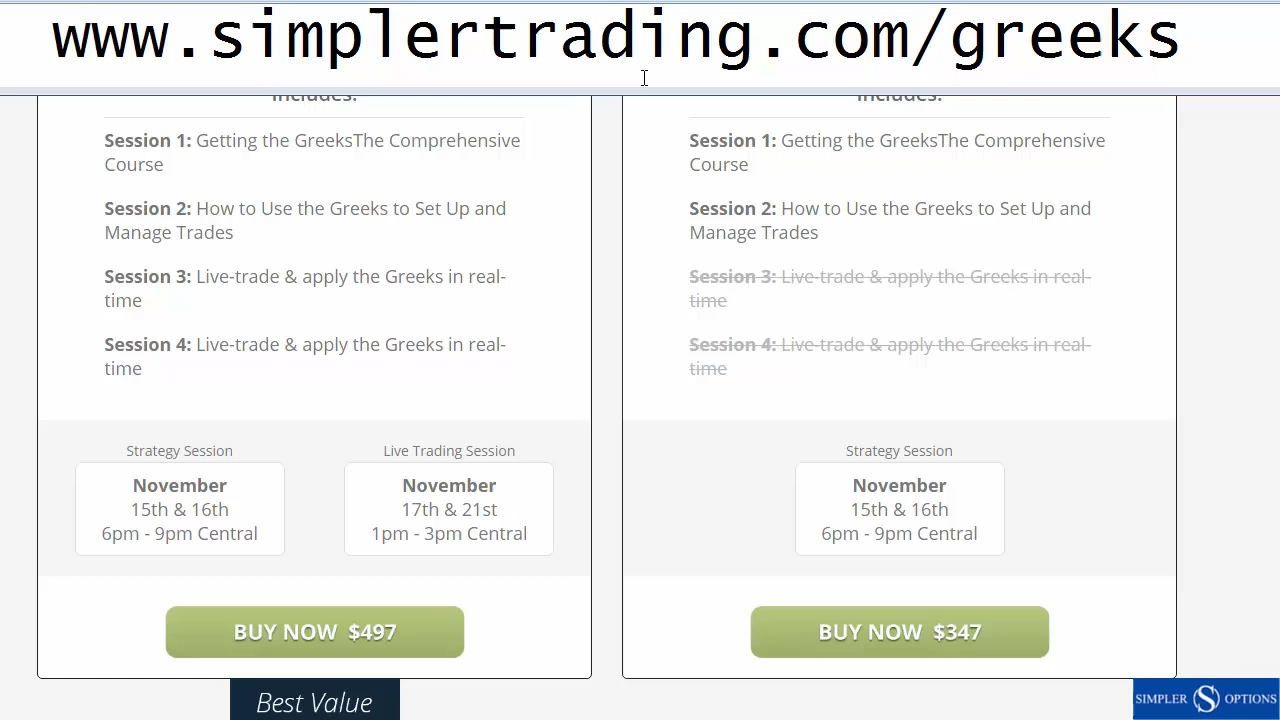 www.simplertrading.com/greeks
Includes:
Session 1: Getting the GreeksThe Comprehensive
Course
Session 2: How to Use the Greeks to Set Up and
Manage Trades
Session 3: Live-trade & apply the Greeks in real-
time
Session 4: Live-trade & apply the Greeks in real-
time
Strategy Session
November
15th & 16th
6pm - 9pm Central
Live Trading Session
November
17th & 21st
1pm - 3pm Central
BUY NOW $497
Best Value
Includes:
Session 1: Getting the GreeksThe Comprehensive
Course
Session 2: How to Use the Greeks to Set Up and
Manage Trades
Session 3: Live-trade & apply the Greeks in real-
time
Session 4: Live-trade & apply the Greeks in real-
time
Strategy Session
November
15th & 16th
6pm - 9pm Central
BUY NOW $347
SIMPLER S OPTIONS